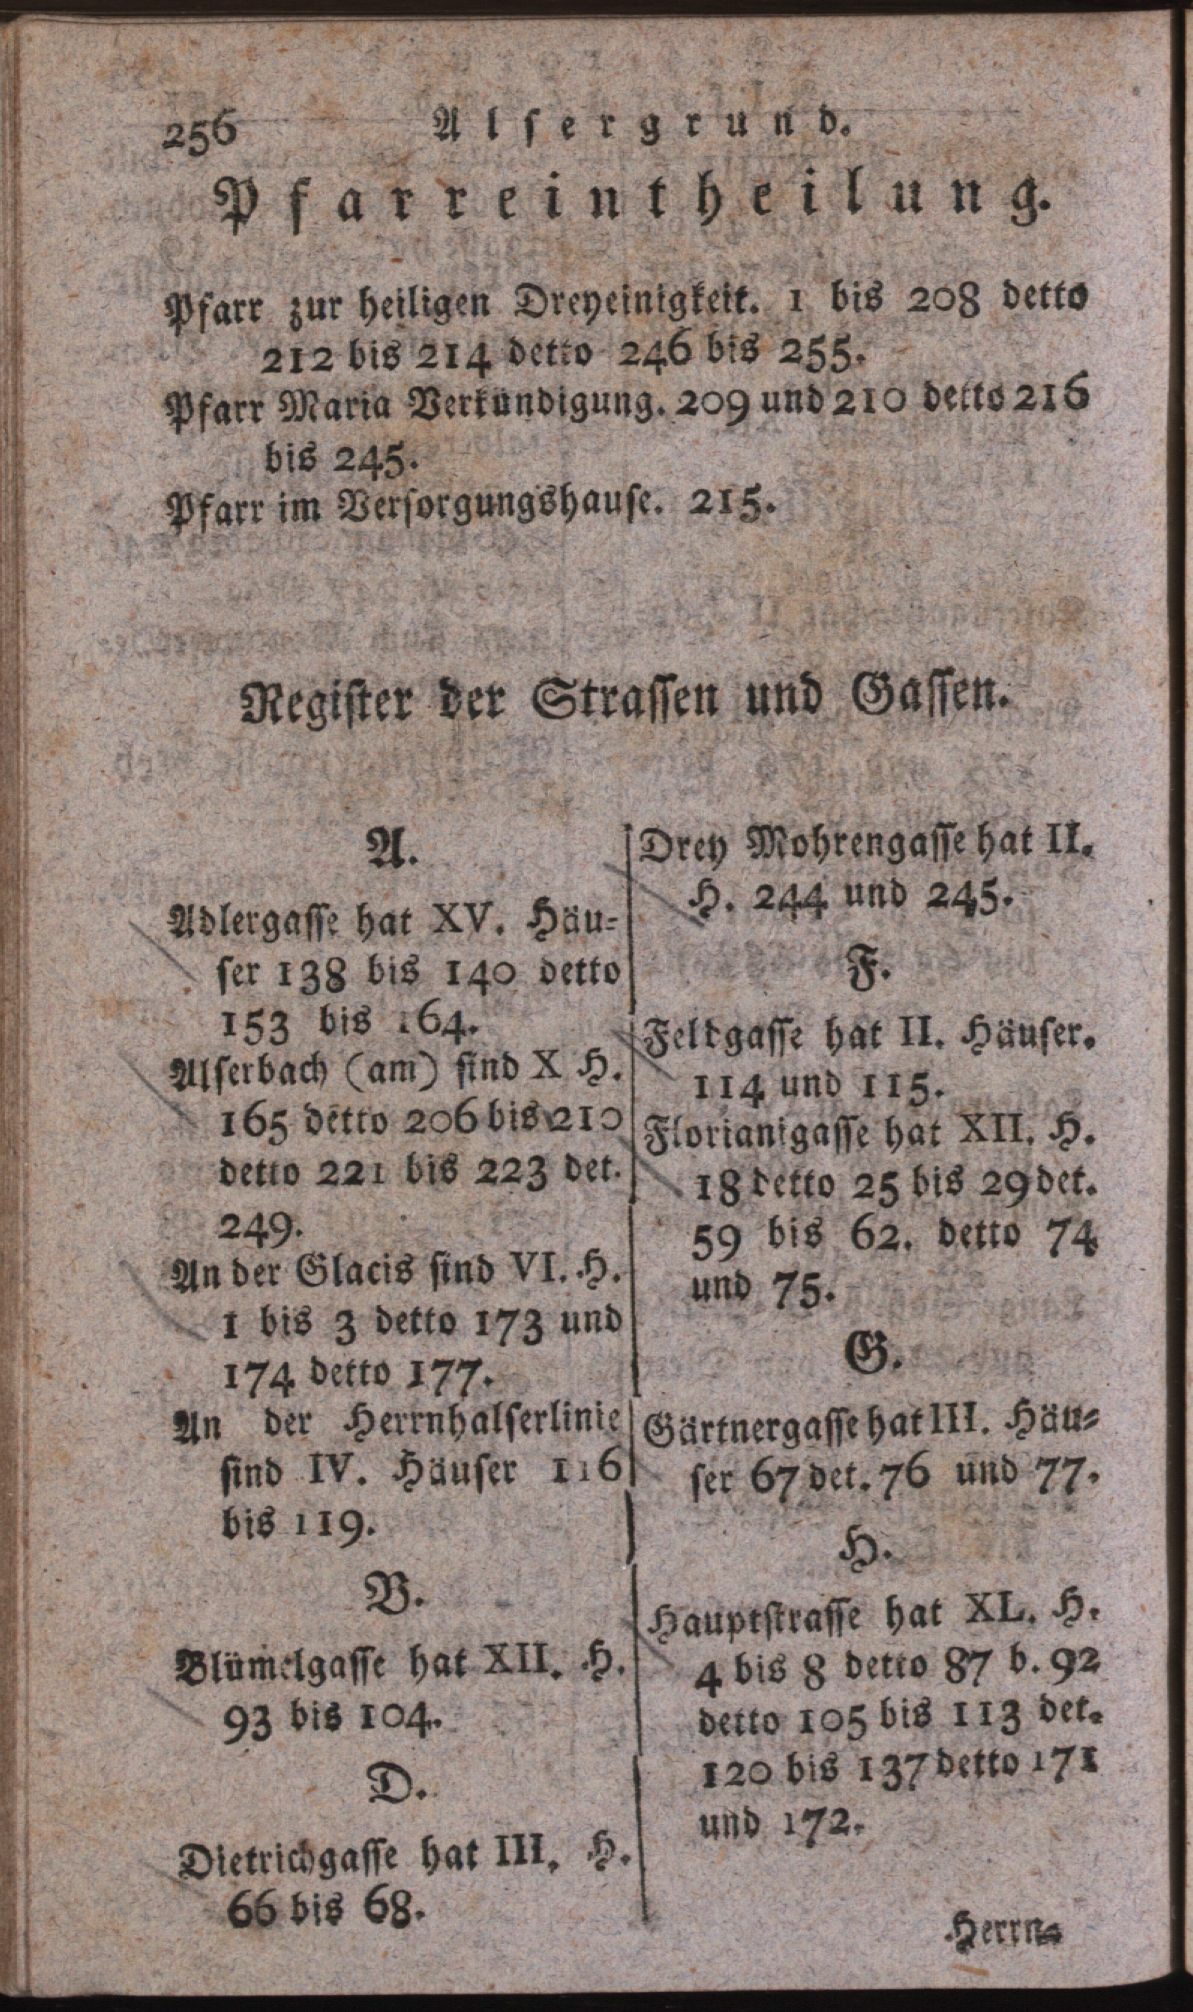 256 Alsergrund.
Pfarreintheilung.
Pfarr zur heiligen Dreyeinigkeit. 1 bis 208 detto
212 bis 214 detto 246 bis 255.
Pfarr Maria Verkündigung. 209 und 210 detto 216
bis 245.
Pfarr im Versorgungshause. 215.
Register der Strassen und Gassen.
A.
Adlergasse hat XV. Häu-
ser 138 bis 140 detto
153 bis 164.
Alserbach (am) sind X H.
165 detto 206 bis 210
detto 221 bis 223 det.
249.
An der Glacis sind VI. H.
1 bis 3 detto 173 und
174 detto 177.
An der Herrnhalserlinie
sind IV. Häuser 116
bis 119.
B.
Blümelgasse hat XII. H.
93 bis 104.
D.
Dietrichgasse hat III. H.
66 bis 68.
Drey Mohrengasse hat II.
H. 244 und 245.
F.
Feldgasse hat II. Häuser.
114 und 115.
Florianigasse hat XII. H.
18 detto 25 bis 29 det.
59 bis 62. detto 74
und 75.
G.
Gärtnergasse hat III. Häu-
ser 67 det. 76 und 77.
H.
Hauptstrasse hat XL. H.
4 bis 8 detto 87 b. 92
detto 105 bis 113 det.
120 bis 137 detto 171
und 172.
Herrn-